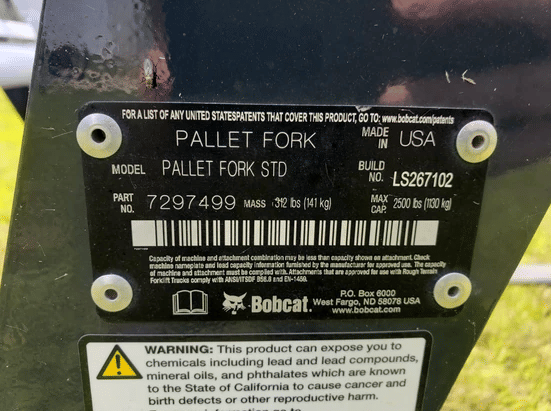 FOR A LIST OF ANY UNITED STATESPATENTS THAT COVER THIS PRODUCT, GO TO: www.bobcat.com/patents
PALLET FORK MADE IN USA
MODEL PALLET FORK STD BUILD NO. LS267102
PART NO. 7297499 MASS 312 lbs (141 kg) MAX CAP. 2500 lbs (1130 kg)
Capacity of machine and attachment combination may be less than capacity shown on attachment. Check
machine nameplate and lead capacity information furnished by the manufacturer for maximum capacity. Capacity
of machine and attachment must be complied with. Attachments that are approved for use with Rough Terrain
Forklift Trucks comply with ANSI/ITSDF B56.6 and EN-1459.
Bobcat.
P.O. Box 6000
West Fargo, ND 58078 USA
www.bobcat.com
WARNING: This product can expose you to
chemicals including lead and lead compounds,
mineral oils, and phthalates which are known
to the State of California to cause cancer and
birth defects or other reproductive harm.